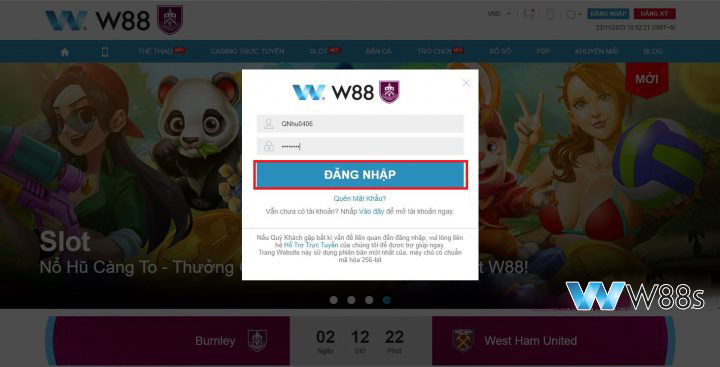 W88
VND
ĐĂNG NHẬP
ĐĂNG KÝ
23/11/2023 10:52:21 (GMT+8)
THỂ THAO MỚI
CASINO TRỰC TUYẾN
SLOT MỚI
BẮN CÁ
TRÒ CHƠI MỚI
XỔ SỐ
P2P
KHUYẾN MÃI
BLOG
MỚI
W88
QNhu0406
••••••••
ĐĂNG NHẬP
Quên Mật Khẩu?
Vẫn chưa có tài khoản? Nhấp Vào đây để mở tài khoản ngay.
Nếu Quý Khách gặp bất kì vấn đề liên quan đến đăng nhập, vui lòng liên
hệ Hỗ Trợ Trực Tuyến của chúng tôi để được trợ giúp ngay.
Trang Website này sử dụng phiên bản mới nhất của, máy chủ có chuẩn
mã hóa 256-bit
Slot
Nổ Hũ Càng To - Thưởng
W88!
W88s
Burnley
02
12
22
West Ham United
Ngày
Giờ
Phút